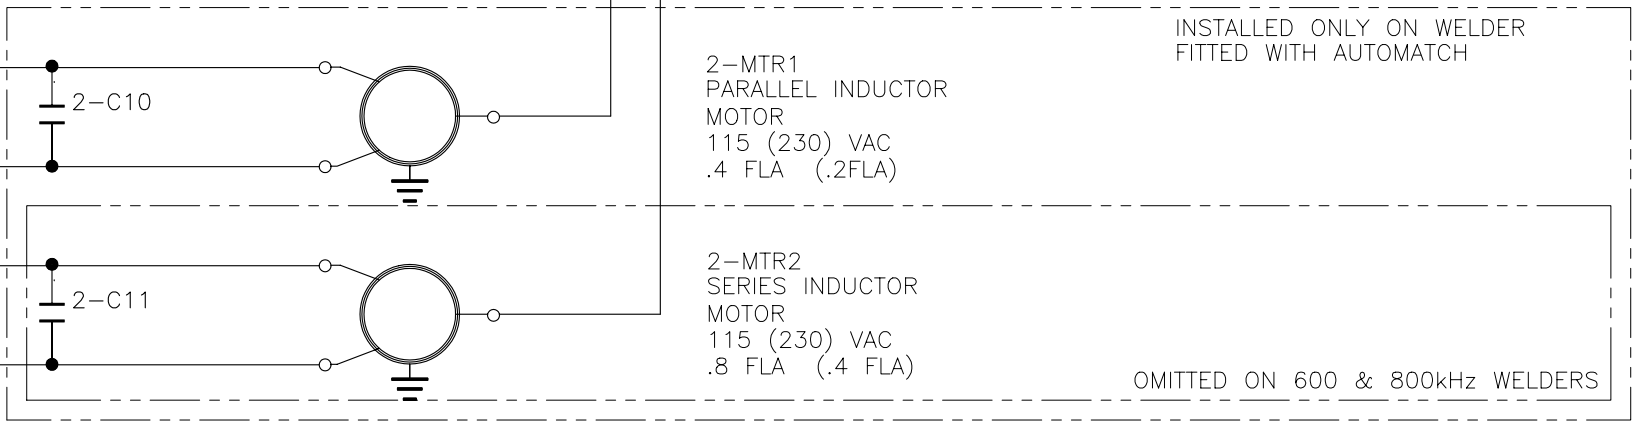 INSTALLED ONLY ON WELDER
FITTED WITH AUTOMATCH
2-C10
2-MTR1
PARALLEL INDUCTOR
MOTOR
115 (230) VAC
.4 FLA (.2FLA)
2-C11
2-MTR2
SERIES INDUCTOR
MOTOR
115 (230) VAC
.8 FLA (.4 FLA)
OMITTED ON 600 & 800kHz WELDERS